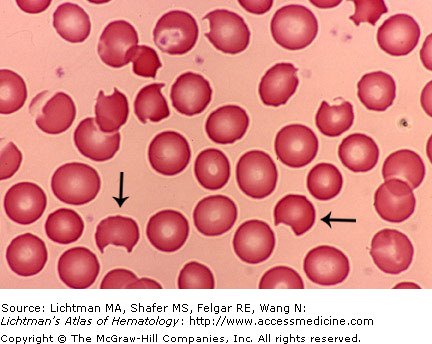 Source: Lichtman MA, Shafer MS, Felgar RE, Wang N:
Lichtman's Atlas of Hematology: http://www.accessmedicine.com
Copyright © The McGraw-Hill Companies, Inc. All rights reserved.